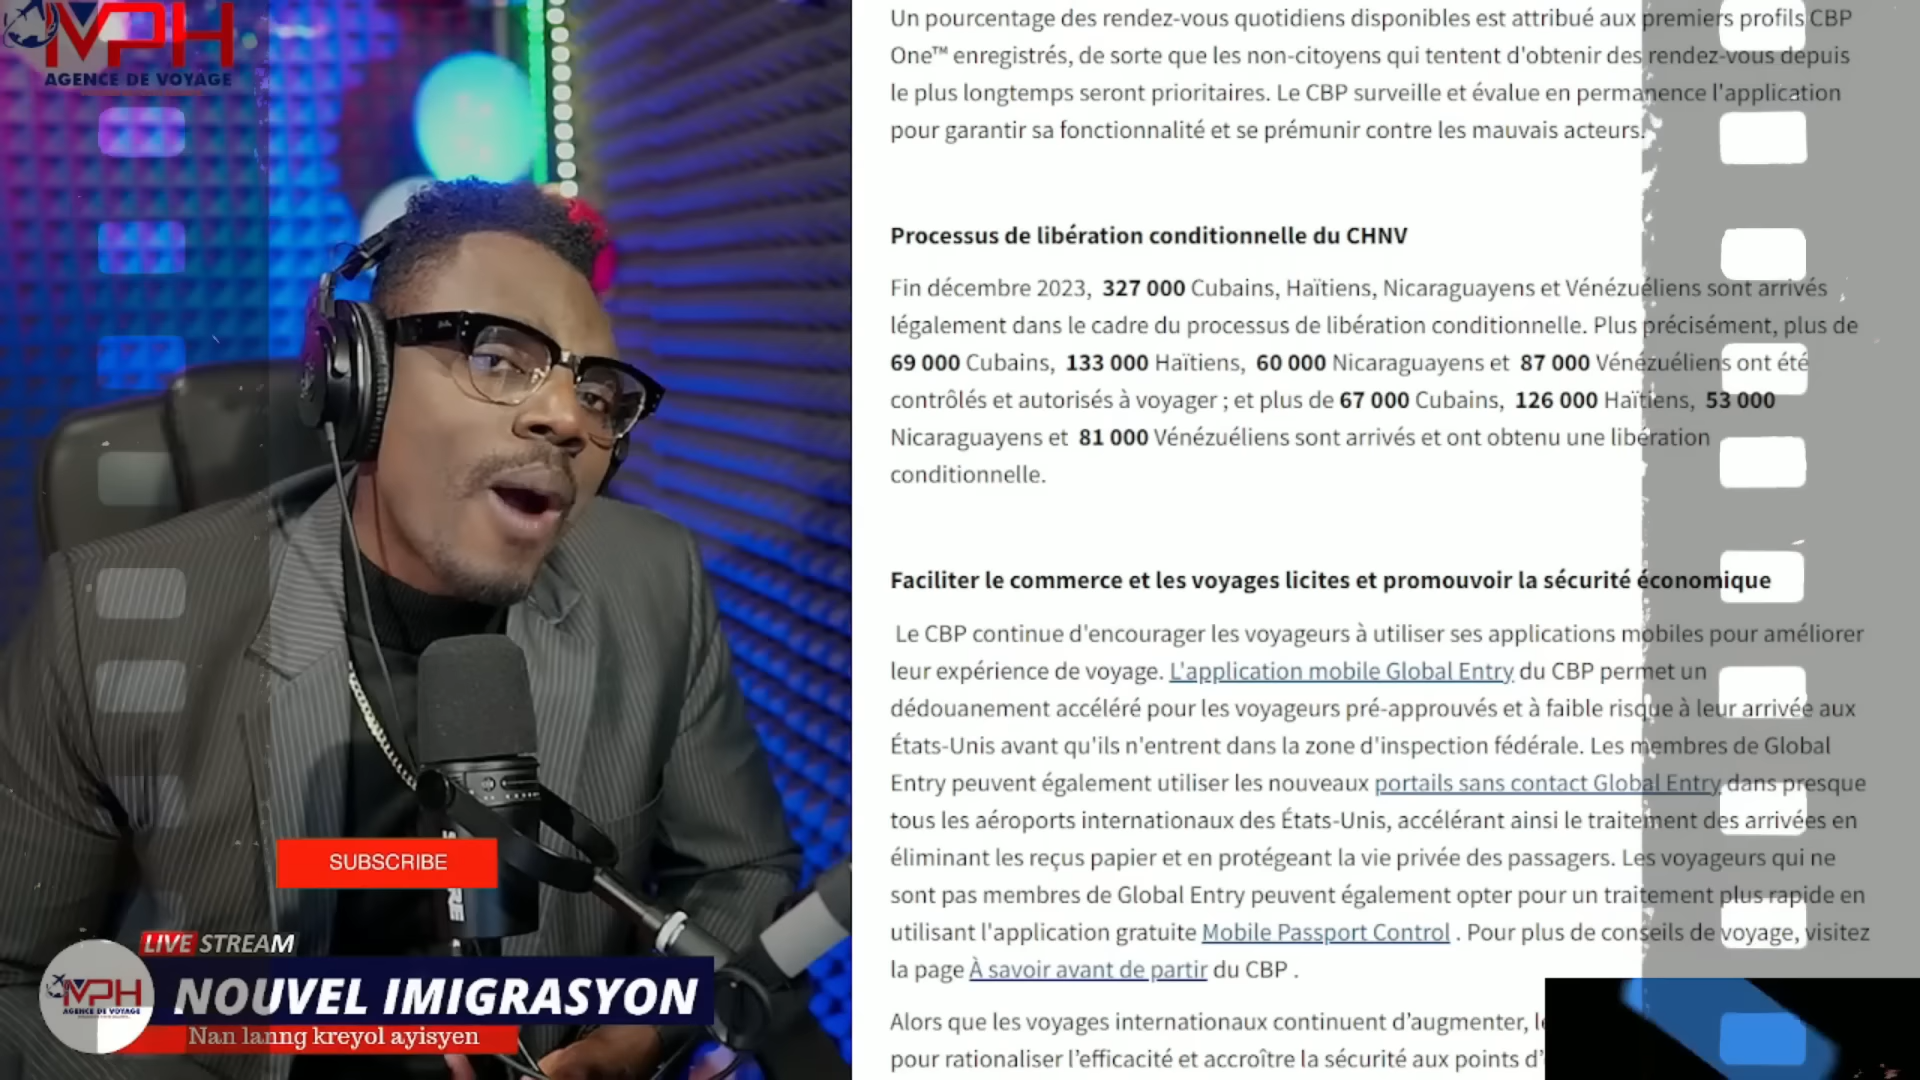 MPH
AGENCE DE VOYAGE
SUBSCRIBE
LIVE STREAM
MPH
AGENCE DE VOYAGE
NOUVEL IMIGRASYON
Nan lanng kreyol ayisyen
Un pourcentage des rendez-vous quotidiens disponibles est attribué aux premiers profils CBP
One™ enregistrés, de sorte que les non-citoyens qui tentent d'obtenir des rendez-vous depuis
le plus longtemps seront prioritaires. Le CBP surveille et évalue en permanence l'application
pour garantir sa fonctionnalité et se prémunir contre les mauvais acteurs.
Processus de libération conditionnelle du CHNV
Fin décembre 2023, 327 000 Cubains, Haïtiens, Nicaraguayens et Vénézuéliens sont arrivés
légalement dans le cadre du processus de libération conditionnelle. Plus précisément, plus de
69 000 Cubains, 133 000 Haïtiens, 60 000 Nicaraguayens et 87 000 Vénézuéliens ont été
contrôlés et autorisés à voyager ; et plus de 67 000 Cubains, 126 000 Haïtiens, 53 000
Nicaraguayens et 81 000 Vénézuéliens sont arrivés et ont obtenu une libération
conditionnelle.
Faciliter le commerce et les voyages licites et promouvoir la sécurité économique
Le CBP continue d'encourager les voyageurs à utiliser ses applications mobiles pour améliorer
leur expérience de voyage. L'application mobile Global Entry du CBP permet un
dédouanement accéléré pour les voyageurs pré-approuvés et à faible risque à leur arrivée aux
États-Unis avant qu'ils n'entrent dans la zone d'inspection fédérale. Les membres de Global
Entry peuvent également utiliser les nouveaux portails sans contact Global Entry dans presque
tous les aéroports internationaux des États-Unis, accélérant ainsi le traitement des arrivées en
éliminant les reçus papier et en protégeant la vie privée des passagers. Les voyageurs qui ne
sont pas membres de Global Entry peuvent également opter pour un traitement plus rapide en
utilisant l'application gratuite Mobile Passport Control . Pour plus de conseils de voyage, visitez
la page À savoir avant de partir du CBP .
Alors que les voyages internationaux continuent d’augmenter,
pour rationaliser l’efficacité et accroître la sécurité aux points